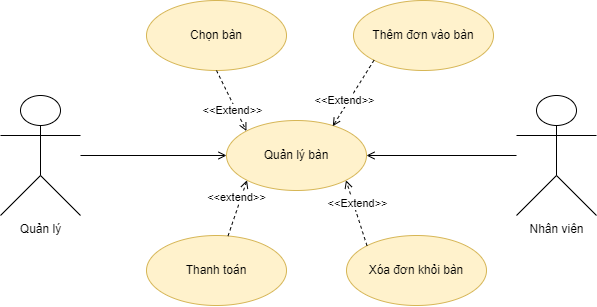 Chọn bàn
Thêm đơn vào bàn
<<Extend>>
<<Extend>>
Quản lý bàn
<<extend>>
<<Extend>>
Quản lý
Nhân viên
Thanh toán
Xóa đơn khỏi bàn